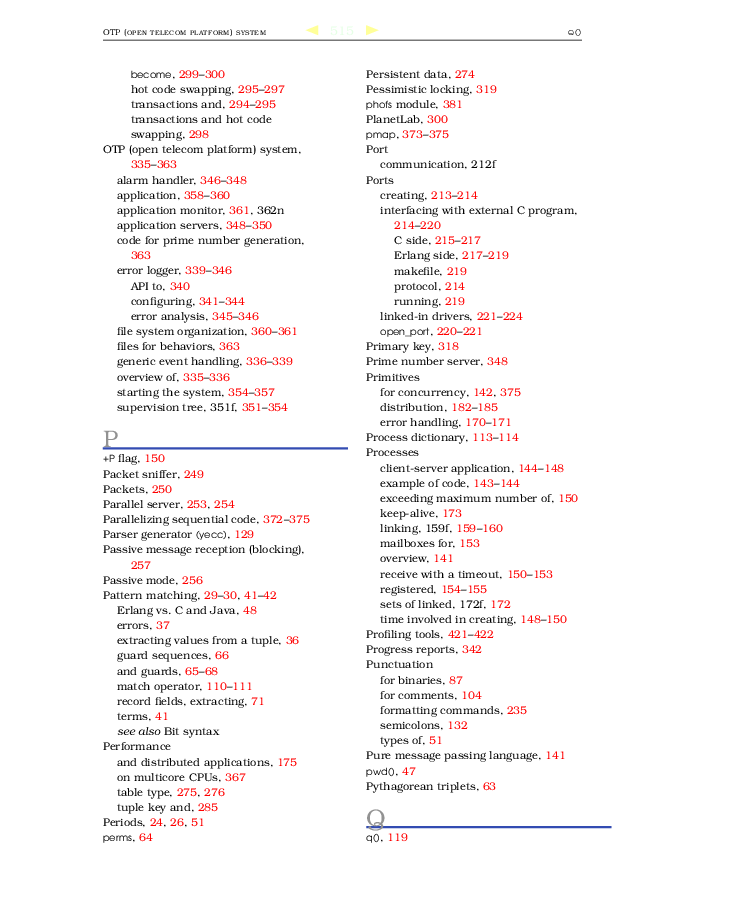 OTP (OPEN TELECOM PLATFORM) SYSTEM
Q()
become, 299–300
hot code swapping, 295–297
transactions and, 294–295
transactions and hot code
swapping, 298
OTP (open telecom platform) system,
335–363
alarm handler, 346–348
application, 358–360
application monitor, 361, 362n
application servers, 348–350
code for prime number generation,
363
error logger, 339–346
API to, 340
configuring, 341–344
error analysis, 345–346
file system organization, 360–361
files for behaviors, 363
generic event handling, 336–339
overview of, 335–336
starting the system, 354–357
supervision tree, 351f, 351–354
P
+P flag, 150
Packet sniffer, 249
Packets, 250
Parallel server, 253, 254
Parallelizing sequential code, 372–375
Parser generator (yecc), 129
Passive message reception (blocking),
257
Passive mode, 256
Pattern matching, 29–30, 41–42
Erlang vs. C and Java, 48
errors, 37
extracting values from a tuple, 36
guard sequences, 66
and guards, 65–68
match operator, 110–111
record fields, extracting, 71
terms, 41
see also Bit syntax
Performance
and distributed applications, 175
on multicore CPUs, 367
table type, 275, 276
tuple key and, 285
Periods, 24, 26, 51
perms, 64
Persistent data, 274
Pessimistic locking, 319
phofs module, 381
PlanetLab, 300
pmap, 373–375
Port
communication, 212f
Ports
creating, 213–214
interfacing with external C program,
214–220
C side, 215–217
Erlang side, 217–219
makefile, 219
protocol, 214
running, 219
linked-in drivers, 221–224
open_port, 220–221
Primary key, 318
Prime number server, 348
Primitives
for concurrency, 142, 375
distribution, 182–185
error handling, 170–171
Process dictionary, 113–114
Processes
client-server application, 144–148
example of code, 143–144
exceeding maximum number of, 150
keep-alive, 173
linking, 159f, 159–160
mailboxes for, 153
overview, 141
receive with a timeout, 150–153
registered, 154–155
sets of linked, 172f, 172
time involved in creating, 148–150
Profiling tools, 421–422
Progress reports, 342
Punctuation
for binaries, 87
for comments, 104
formatting commands, 235
semicolons, 132
types of, 51
Pure message passing language, 141
pwd(), 47
Pythagorean triplets, 63
Q
q(), 119